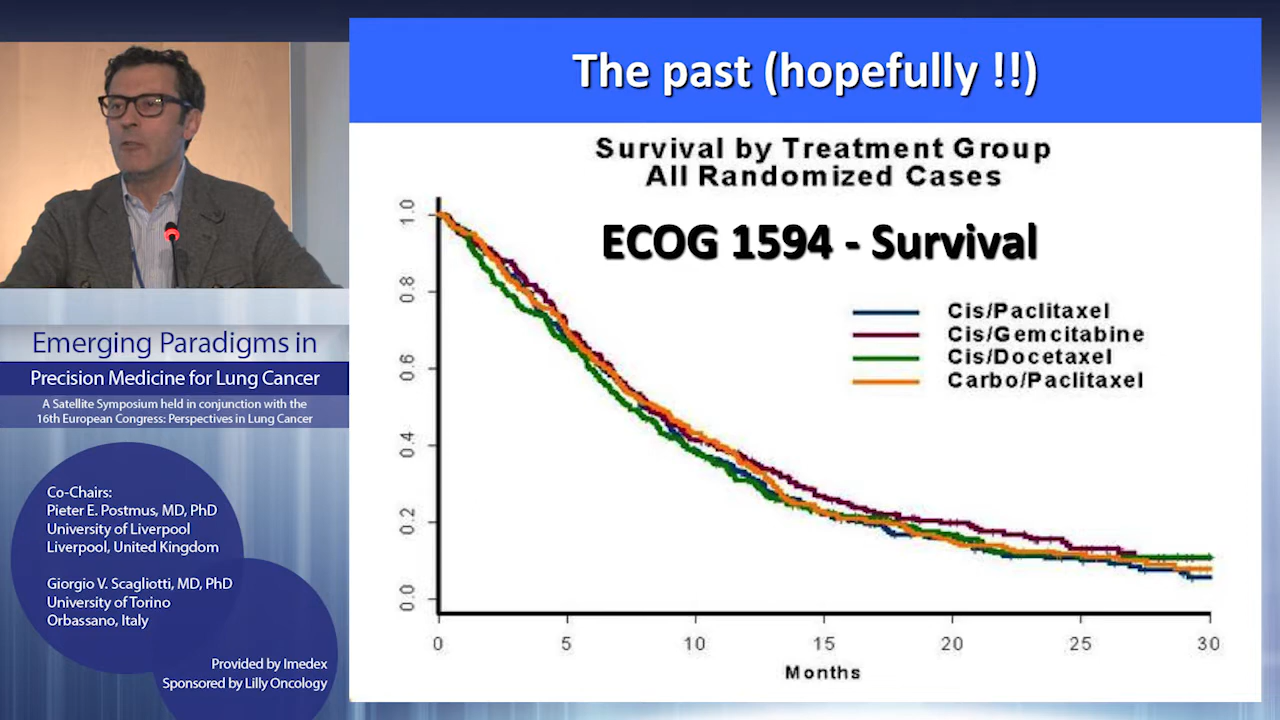 The past (hopefully !!)
Survival by Treatment Group
All Randomized Cases
ECOG 1594 - Survival
Cis/Paclitaxel
Cis/Gemcitabine
Cis/Docetaxel
Carbo/Paclitaxel
1.0
0.8
0.6
0.4
0.2
0.0
0 5 10 15 20 25 30
Months
Emerging Paradigms in
Precision Medicine for Lung Cancer
A Satellite Symposium held in conjunction with the
16th European Congress: Perspectives in Lung Cancer
Co-Chairs:
Pieter E. Postmus, MD, PhD
University of Liverpool
Liverpool, United Kingdom
Giorgio V. Scagliotti, MD, PhD
University of Torino
Orbassano, Italy
Provided by Imedex
Sponsored by Lilly Oncology